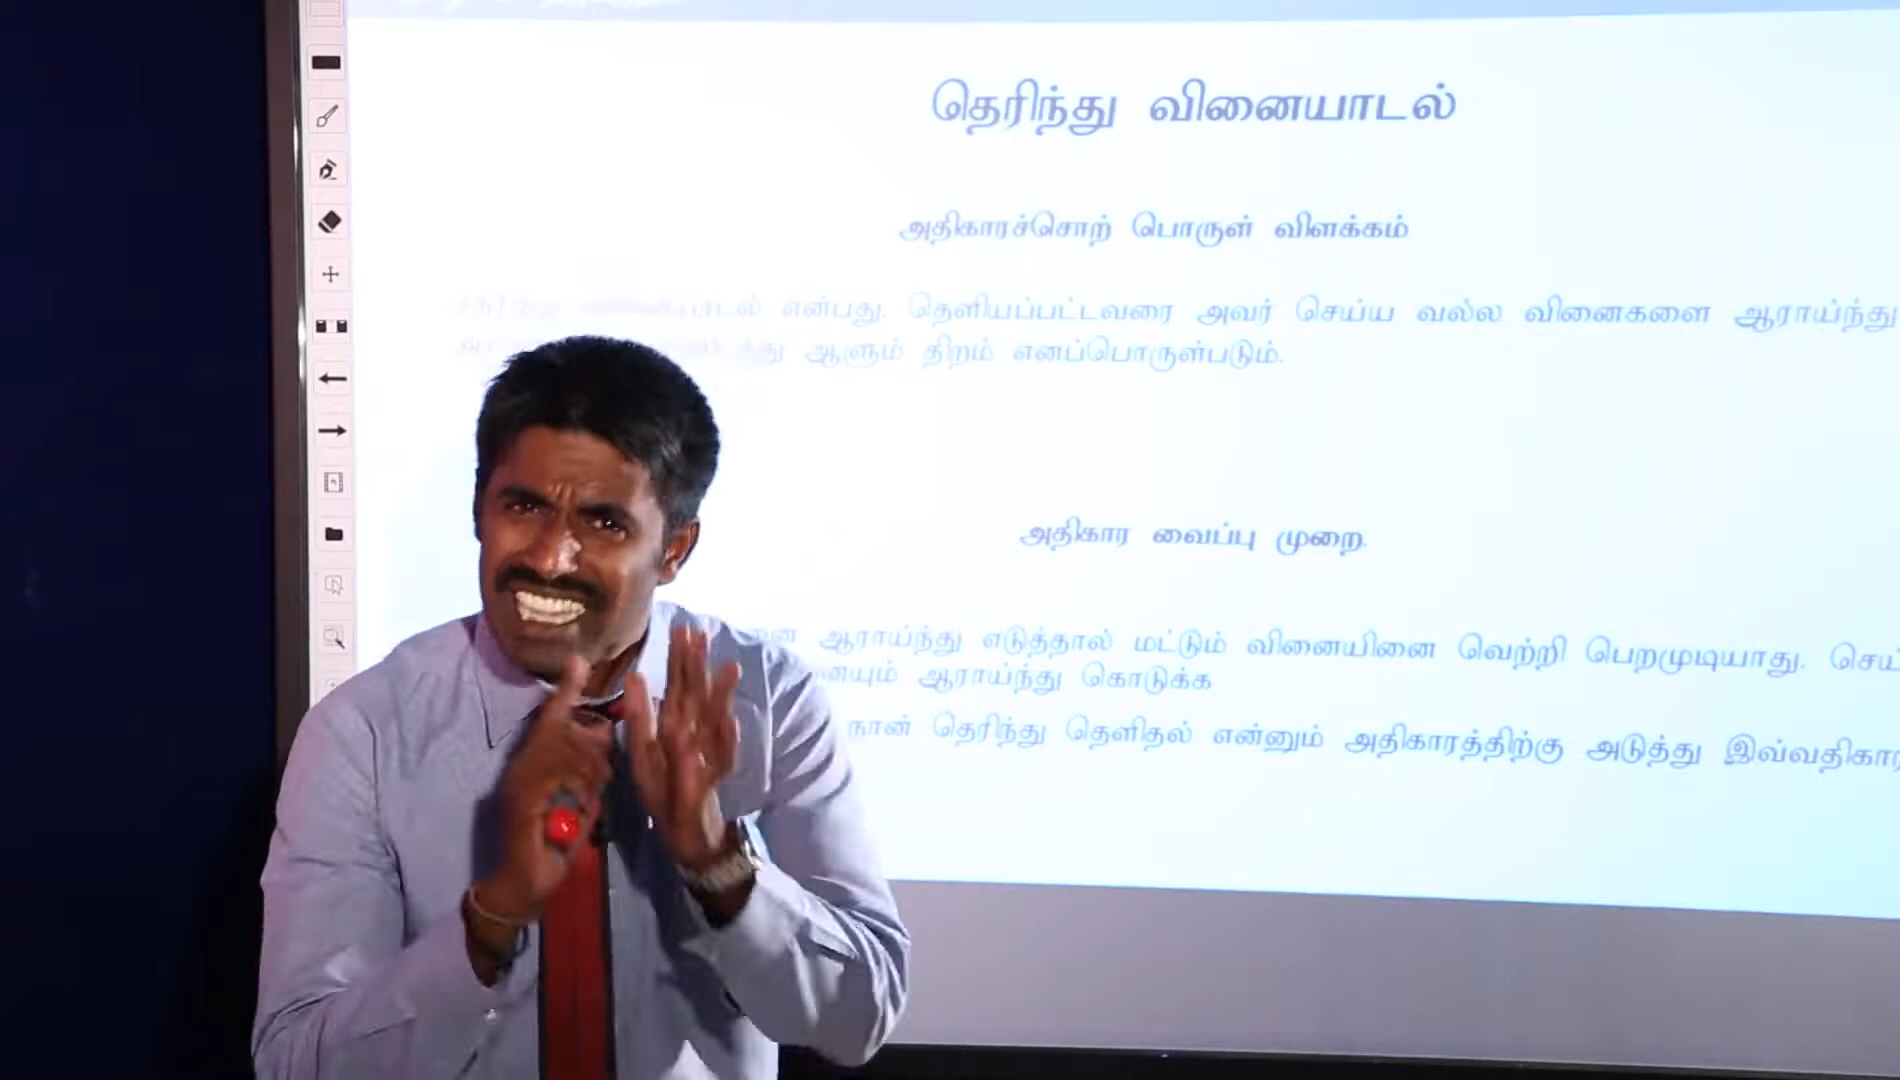 தெரிந்து வினையாடல்
அதிகாரச்சொற் பொருள் விளக்கம்
என்பது. தெளியப்பட்டவரை அவர் செய்ய வல்ல வினைகளை ஆராய்ந்து
ஆளும் திறம் எனப்பொருள்படும்.
அதிகார வைப்பு முறை.
ஆராய்ந்து எடுத்தால் மட்டும் வினையினை வெற்றி பெறமுடியாது.
ஆராய்ந்து கொடுக்க
நான் தெரிந்து தெளிதல் என்னும் அதிகாரத்திற்கு அடுத்து